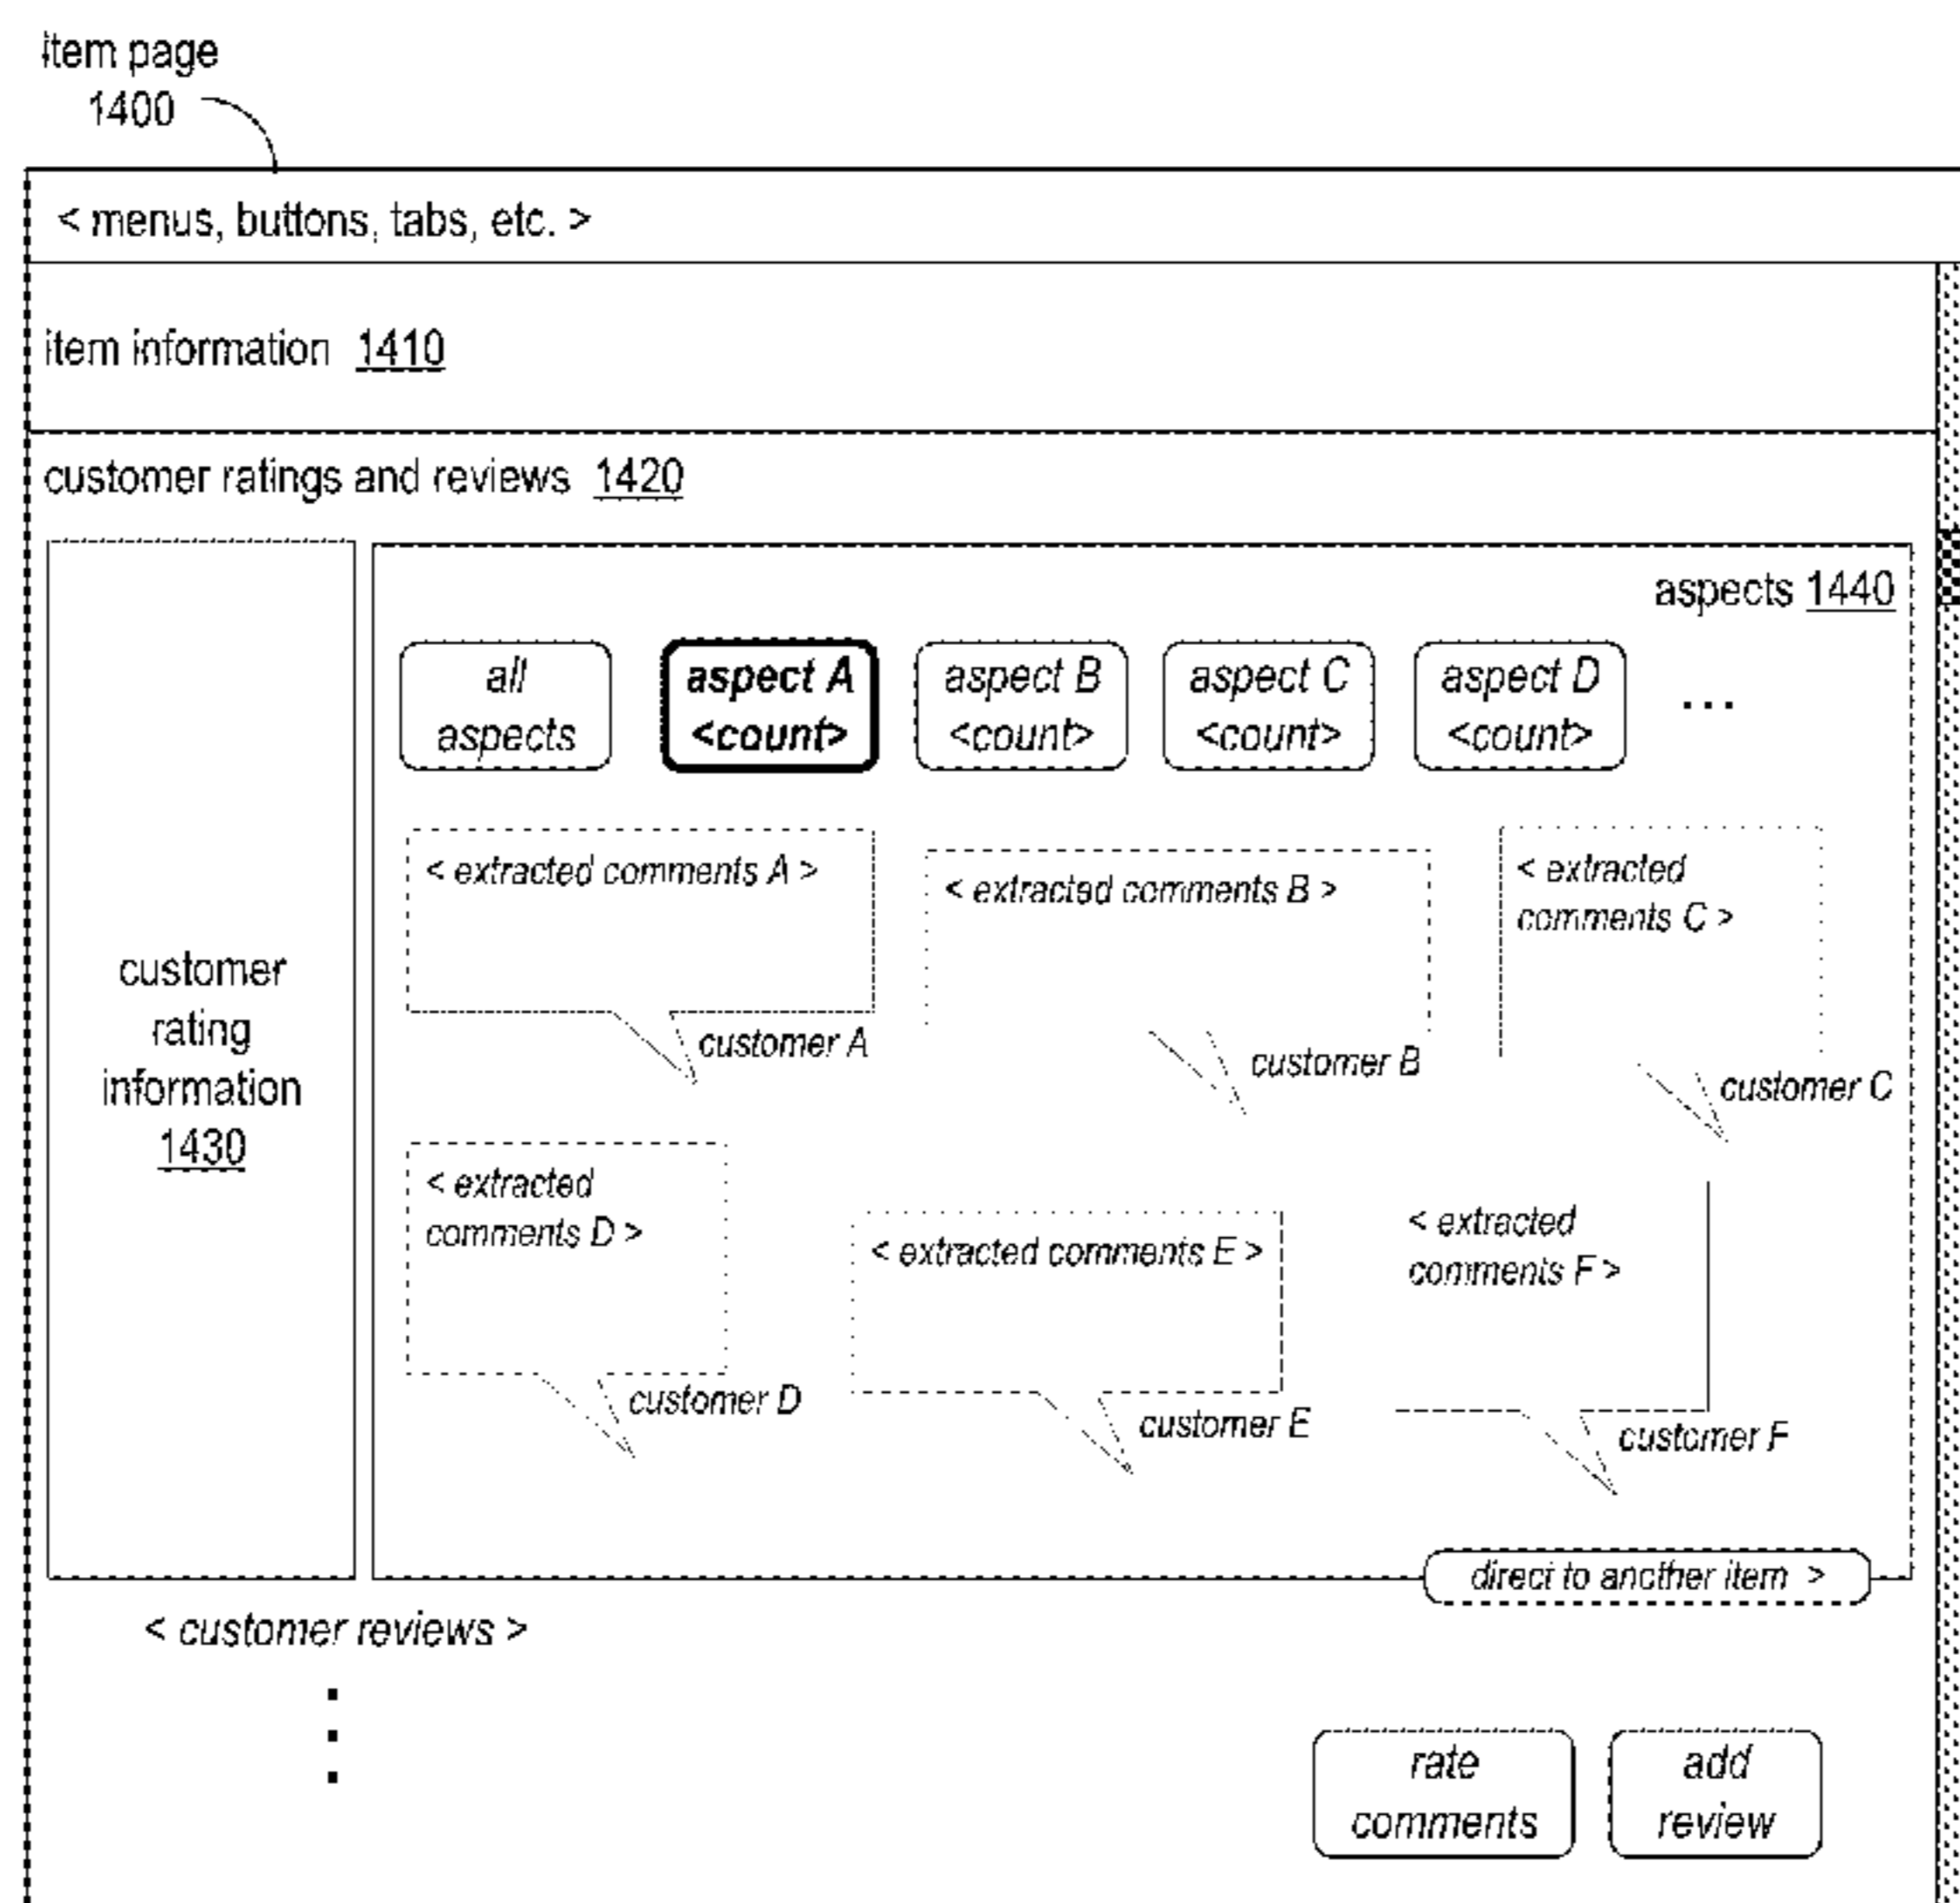 item page
1400
< menus, buttons, tabs, etc. >
item information 1410
customer ratings and reviews 1420
customer
rating
information
1430
aspects 1440
all
aspects
aspect A
<count>
aspect B
<count>
aspect C
<count>
aspect D
<count>
...
< extracted comments A >
customer A
< extracted comments B >
customer B
< extracted
comments C >
customer C
< extracted
comments D >
customer D
< extracted comments E >
customer E
< extracted
comments F >
customer F
direct to another item >
< customer reviews >
rate
comments
add
review